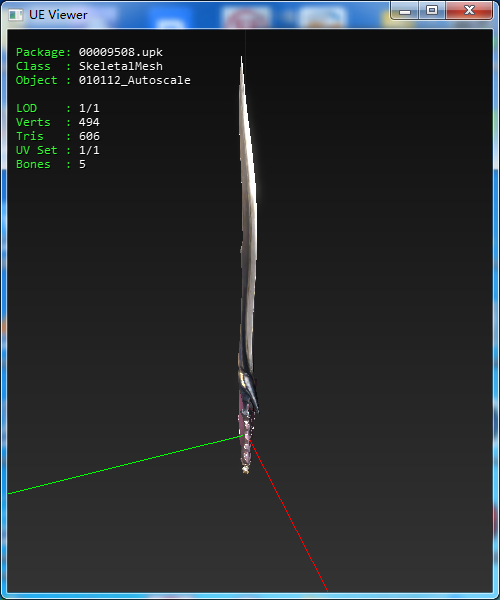 UE Viewer
Package: 00009508.upk
Class : SkeletalMesh
Object : 010112_Autoscale
LOD : 1/1
Verts : 494
Tris : 606
UV Set : 1/1
Bones : 5